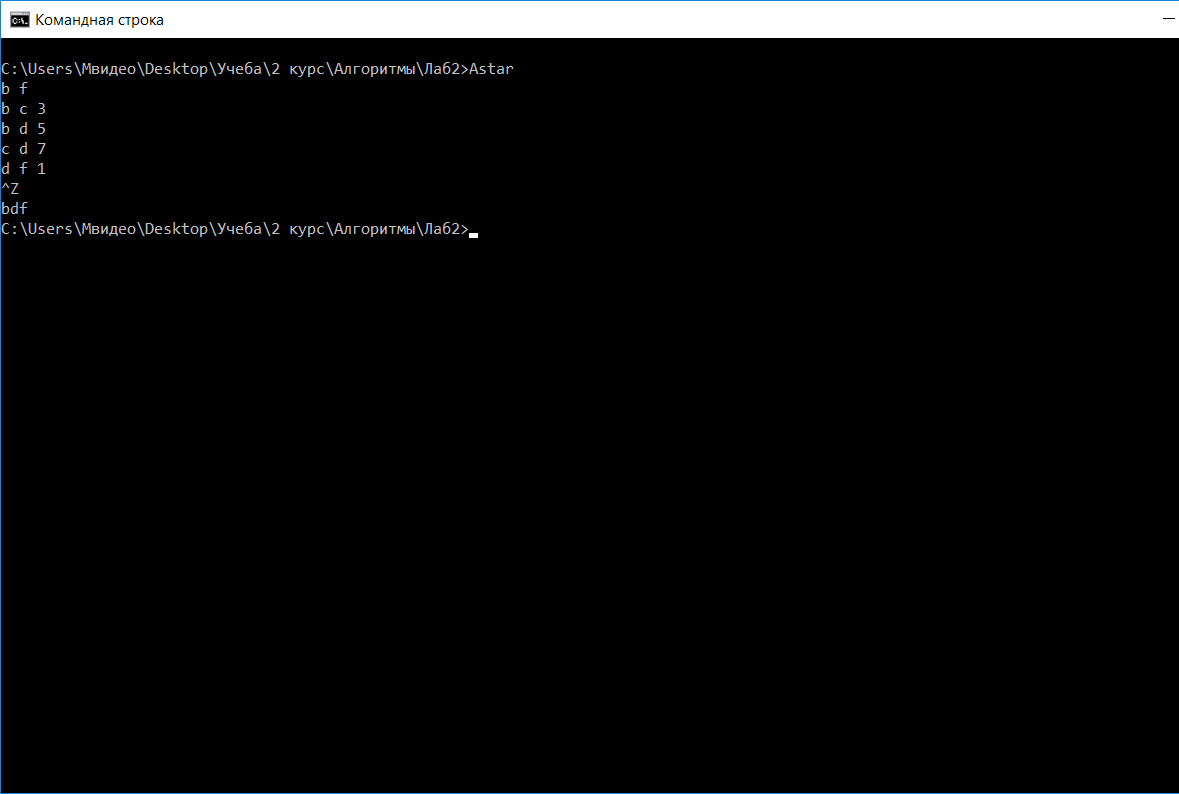 Командная строка
C:\Users\Мвидео\Desktop\Учеба\2 курс\Алгоритмы\Лаб2>Astar
b f
b c 3
b d 5
c d 7
d f 1
^Z
bdf
C:\Users\Мвидео\Desktop\Учеба\2 курс\Алгоритмы\Лаб2>